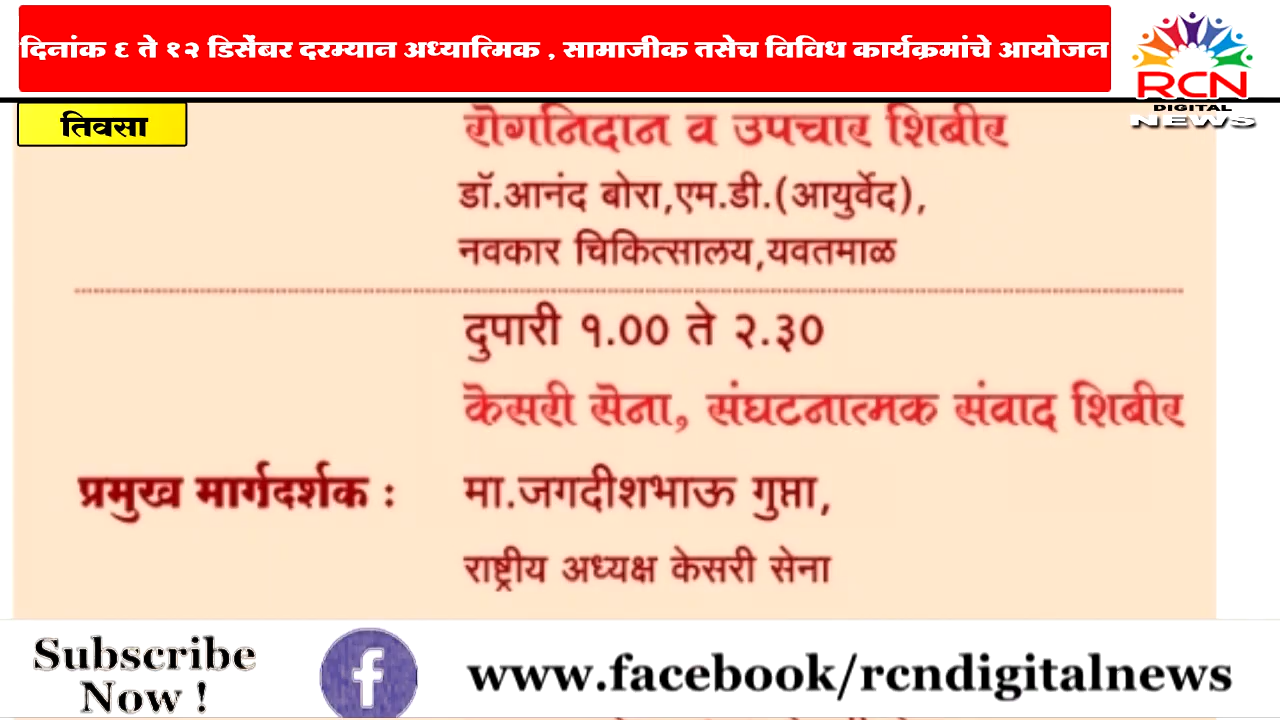 दिनांक ६ ते १२ डिसेंबर दरम्यान अध्यात्मिक , सामाजीक तसेच विविध कार्यक्रमांचे आयोजन
RCN
DIGITAL
NEWS
तिवसा
रोगनिदान व उपचार शिबीर
डॉ.आनंद बोरा,एम.डी.(आयुर्वेद),
नवकार चिकित्सालय,यवतमाळ
दुपारी १.00 ते २.३0
केसरी सेना, संघटनात्मक संवाद शिबीर
प्रमुख मार्गदर्शक : मा.जगदीशभाऊ गुप्ता,
राष्ट्रीय अध्यक्ष केसरी सेना
Subscribe
Now !
www.facebook/rcndigitalnews